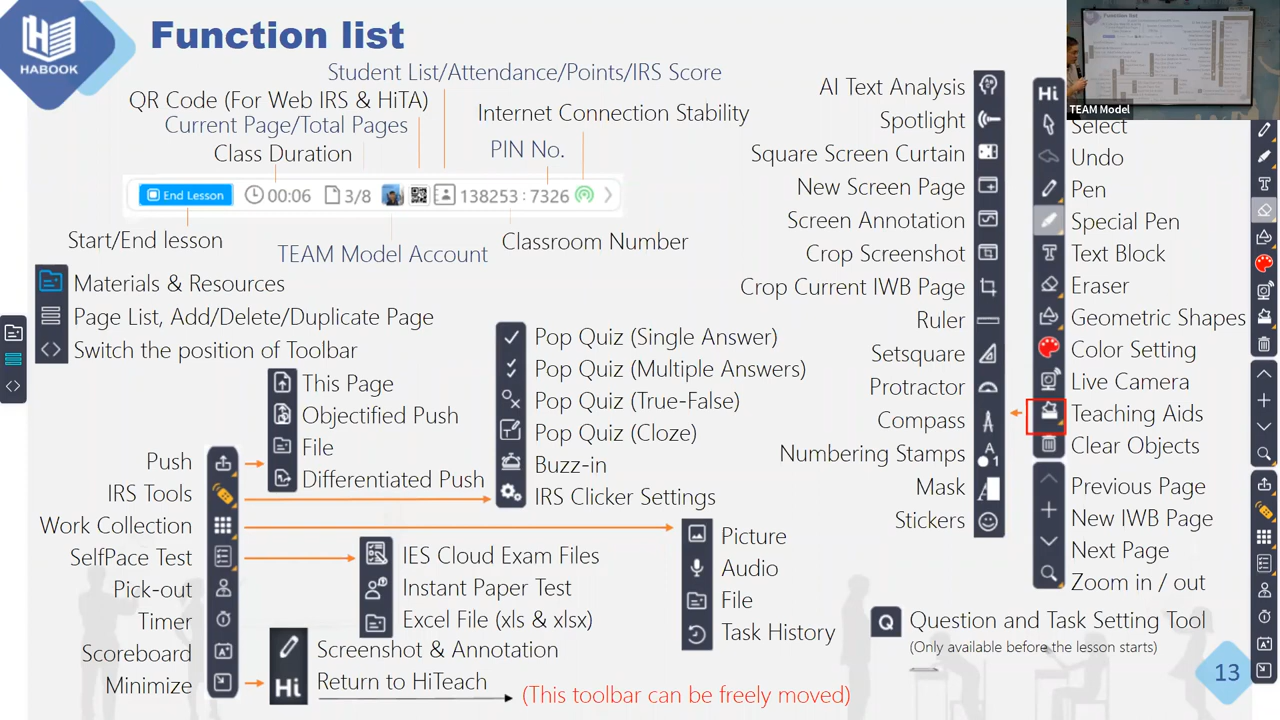 HABOOK
Function list
Student List/Attendance/Points/IRS Score
QR Code (For Web IRS & HiTA)
Current Page/Total Pages
Class Duration
Internet Connection Stability
PIN No.
End Lesson 00:06 3/8 138253 : 7326
Start/End lesson
TEAM Model Account
Classroom Number
Materials & Resources
Page List, Add/Delete/Duplicate Page
Switch the position of Toolbar
This Page
Objectified Push
File
Differentiated Push
Pop Quiz (Single Answer)
Pop Quiz (Multiple Answers)
Pop Quiz (True-False)
Pop Quiz (Cloze)
Buzz-in
IRS Clicker Settings
Push
IRS Tools
Work Collection
SelfPace Test
Pick-out
Timer
Scoreboard
Minimize
IES Cloud Exam Files
Instant Paper Test
Excel File (xls & xlsx)
Screenshot & Annotation
Hi
Return to HiTeach
(This toolbar can be freely moved)
Picture
Audio
File
Task History
AI Text Analysis
Spotlight
Square Screen Curtain
New Screen Page
Screen Annotation
Crop Screenshot
Crop Current IWB Page
Ruler
Setsquare
Protractor
Compass
Numbering Stamps
Mask
Stickers
Hi
Select
Undo
Pen
Special Pen
Text Block
Eraser
Geometric Shapes
Color Setting
Live Camera
Teaching Aids
Clear Objects
Previous Page
New IWB Page
Next Page
Zoom in / out
Q
Question and Task Setting Tool
(Only available before the lesson starts)
13
Function list
TEAM Model